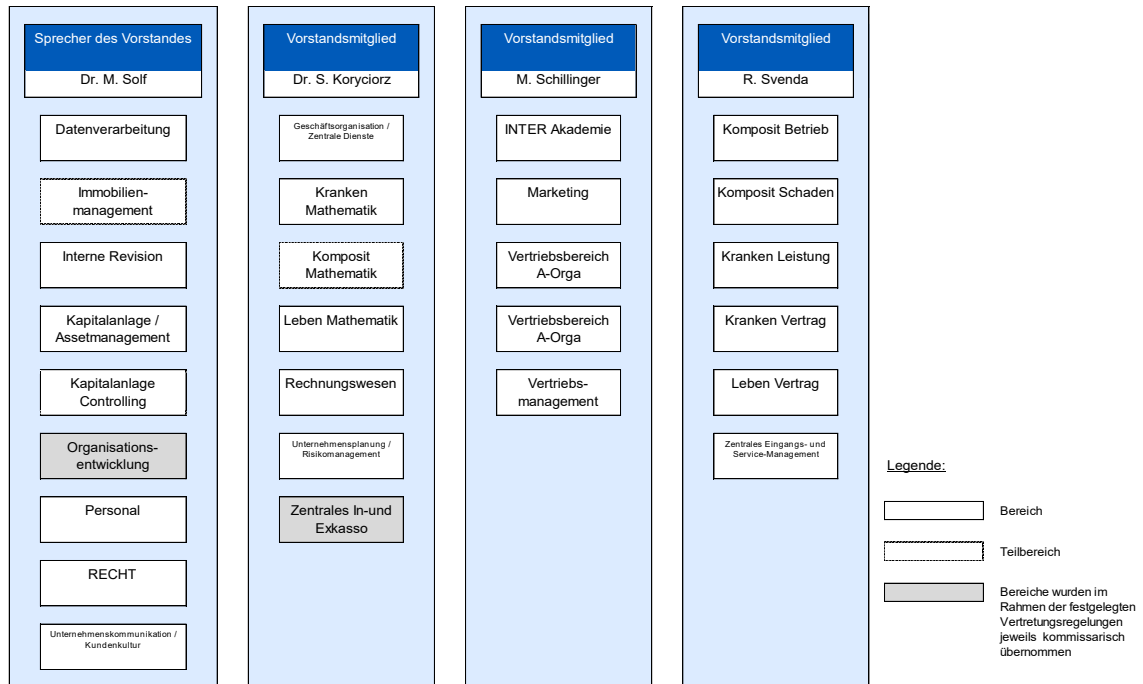 Sprecher des Vorstandes
Dr. M. Solf
Datenverarbeitung
Immobilien-
management
Interne Revision
Kapitalanlage /
Assetmanagement
Kapitalanlage
Controlling
Organisations-
entwicklung
Personal
RECHT
Unternehmenskommunikation /
Kundenkultur
Vorstandsmitglied
Dr. S. Koryciorz
Geschäftsorganisation /
Zentrale Dienste
Kranken
Mathematik
Komposit
Mathematik
Leben Mathematik
Rechnungswesen
Unternehmensplanung /
Risikomanagement
Zentrales In-und
Exkasso
Vorstandsmitglied
M. Schillinger
INTER Akademie
Marketing
Vertriebsbereich
A-Orga
Vertriebsbereich
A-Orga
Vertriebs-
management
Vorstandsmitglied
R. Svenda
Komposit Betrieb
Komposit Schaden
Kranken Leistung
Kranken Vertrag
Leben Vertrag
Zentrales Eingangs- und
Service-Management
Legende:
Bereich
Teilbereich
Bereiche wurden im
Rahmen der festgelegten
Vertretungsregelungen
jeweils kommissarisch
übernommen